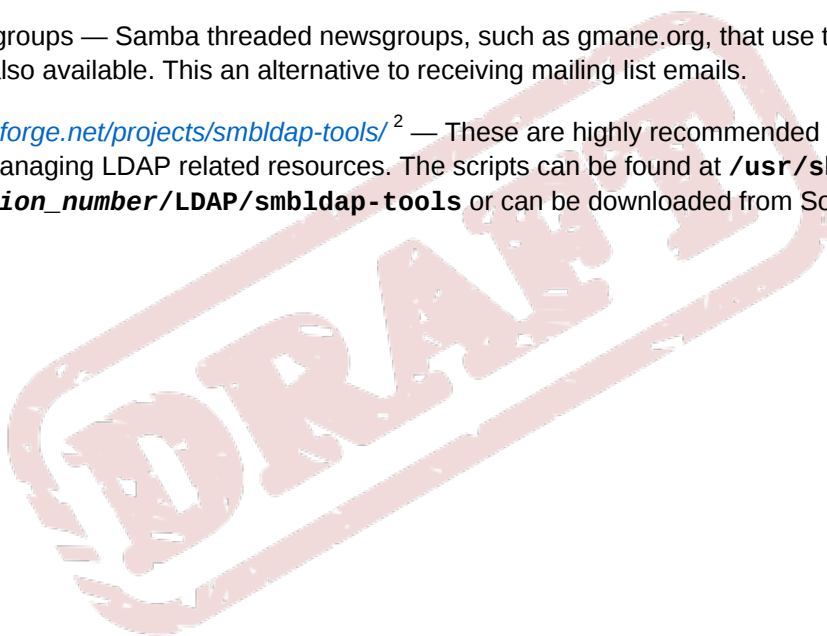 groups — Samba threaded newsgroups, such as gmane.org, that use t
also available. This an alternative to receiving mailing list emails.
forge.net/projects/smbldap-tools/ 2 — These are highly recommended
anaging LDAP related resources. The scripts can be found at /usr/s
ion_number/LDAP/smbldap-tools or can be downloaded from So
DRAFT